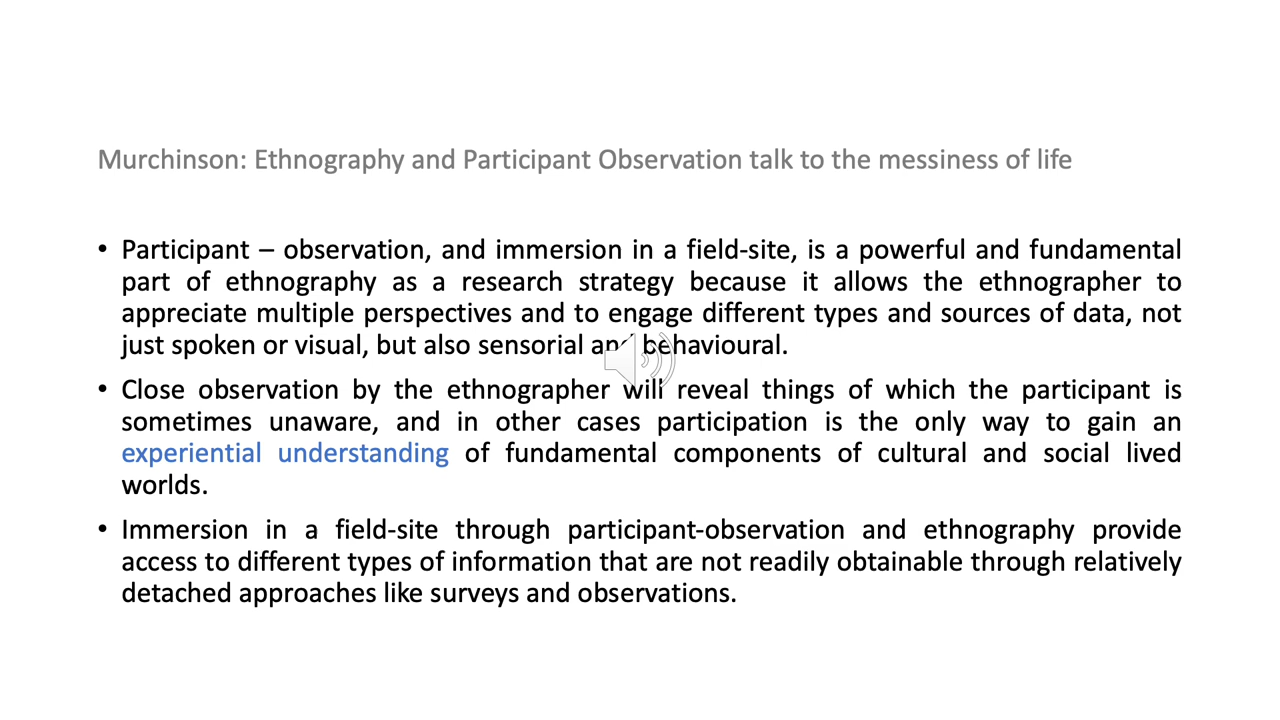 Murchinson: Ethnography and Participant Observation talk to the messiness of life
• Participant – observation, and immersion in a field-site, is a powerful and fundamental
part of ethnography as a research strategy because it allows the ethnographer to
appreciate multiple perspectives and to engage different types and sources of data, not
just spoken or visual, but also sensorial and behavioural.
• Close observation by the ethnographer will reveal things of which the participant is
sometimes unaware, and in other cases participation is the only way to gain an
experiential understanding of fundamental components of cultural and social lived
worlds.
• Immersion in a field-site through participant-observation and ethnography provide
access to different types of information that are not readily obtainable through relatively
detached approaches like surveys and observations.